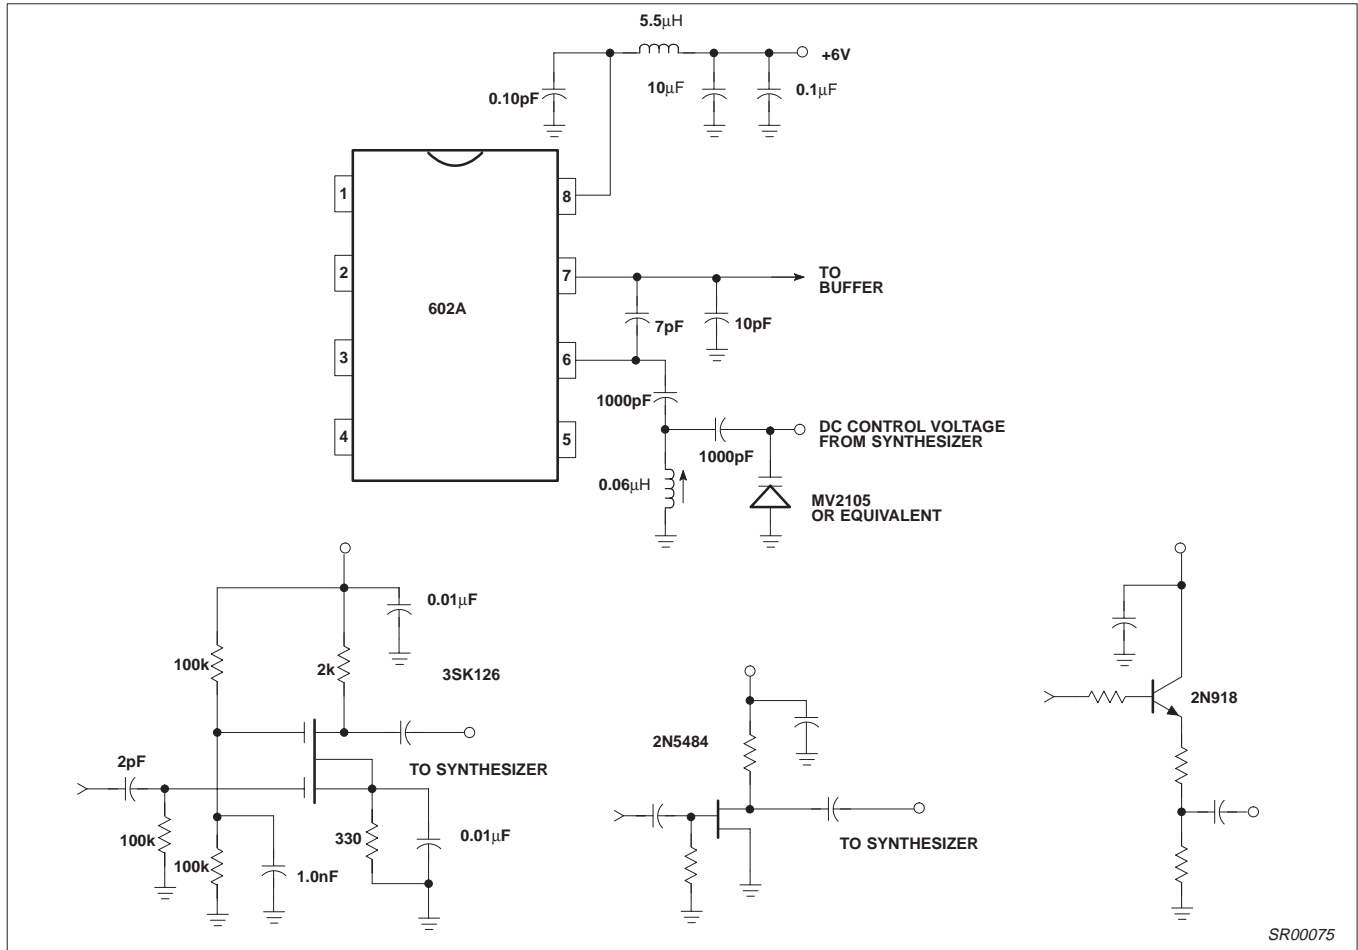 5.5μH
+6V
0.10pF
10μF
0.1μF
1
8
2
7
TO
BUFFER
602A
7pF
10pF
3
6
1000pF
4
5
DC CONTROL VOLTAGE
FROM SYNTHESIZER
1000pF
0.06μH
MV2105
OR EQUIVALENT
0.01μF
100k
2k
3SK126
2pF
TO SYNTHESIZER
100k
100k
1.0nF
330
0.01μF
2N5484
TO SYNTHESIZER
2N918
SR00075